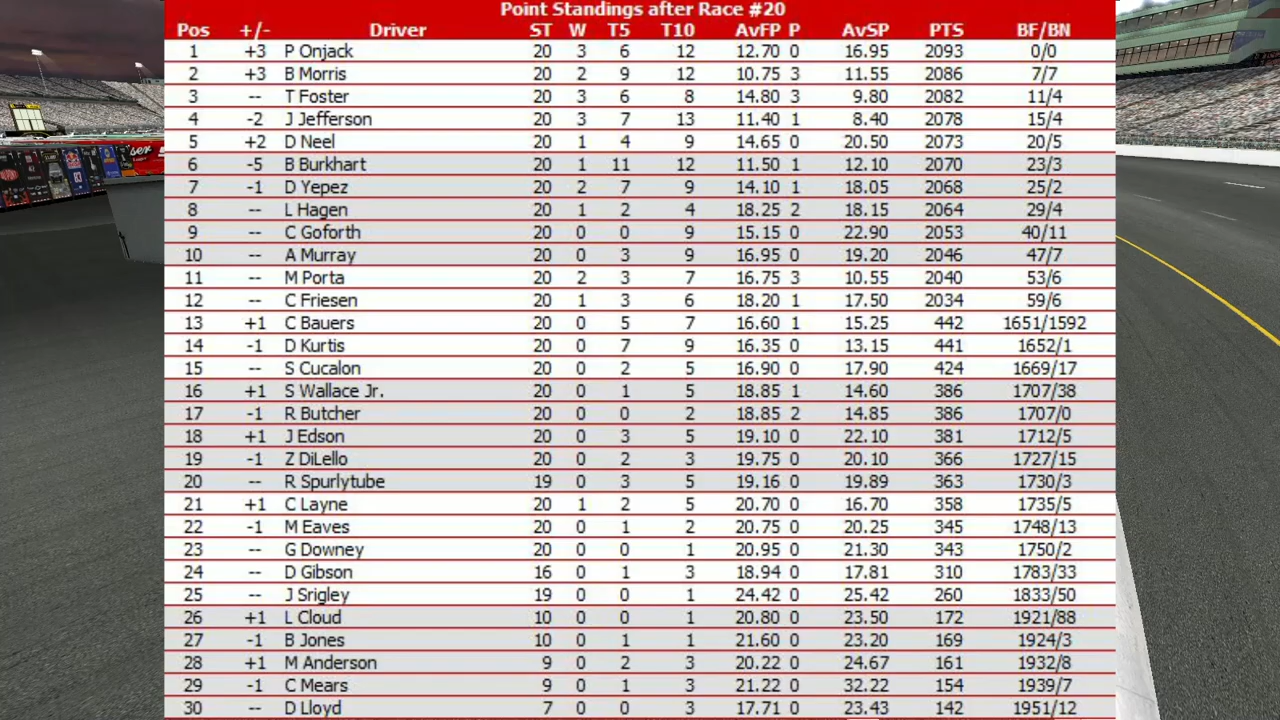 Point Standings after Race #20
Pos +/- Driver ST W T5 T10 AvFP P AvSP PTS BF/BN
1 +3 P Onjack 20 3 6 12 12.70 0 16.95 2093 0/0
2 +3 B Morris 20 2 9 12 10.75 3 11.55 2086 7/7
3 -- T Foster 20 3 6 8 14.80 3 9.80 2082 11/4
4 -2 J Jefferson 20 3 7 13 11.40 1 8.40 2078 15/4
5 +2 D Neel 20 1 4 9 14.65 0 20.50 2073 20/5
6 -5 B Burkhart 20 1 11 12 11.50 1 12.10 2070 23/3
7 -1 D Yepez 20 2 7 9 14.10 1 18.05 2068 25/2
8 -- L Hagen 20 1 2 4 18.25 2 18.15 2064 29/4
9 -- C Goforth 20 0 0 9 15.15 0 22.90 2053 40/11
10 -- A Murray 20 0 3 9 16.95 0 19.20 2046 47/7
11 -- M Porta 20 2 3 7 16.75 3 10.55 2040 53/6
12 -- C Friesen 20 1 3 6 18.20 1 17.50 2034 59/6
13 +1 C Bauers 20 0 5 7 16.60 1 15.25 442 1651/1592
14 -1 D Kurtis 20 0 7 9 16.35 0 13.15 441 1652/1
15 -- S Cucalon 20 0 2 5 16.90 0 17.90 424 1669/17
16 +1 S Wallace Jr. 20 0 1 5 18.85 1 14.60 386 1707/38
17 -1 R Butcher 20 0 0 2 18.85 2 14.85 386 1707/0
18 +1 J Edson 20 0 3 5 19.10 0 22.10 381 1712/5
19 -1 Z DiLello 20 0 2 3 19.75 0 20.10 366 1727/15
20 -- R Spurlytube 19 0 3 5 19.16 0 19.89 363 1730/3
21 +1 C Layne 20 1 2 5 20.70 0 16.70 358 1735/5
22 -1 M Eaves 20 0 1 2 20.75 0 20.25 345 1748/13
23 -- G Downey 20 0 0 1 20.95 0 21.30 343 1750/2
24 -- D Gibson 16 0 1 3 18.94 0 17.81 310 1783/33
25 -- J Srigley 19 0 0 1 24.42 0 25.42 260 1833/50
26 +1 L Cloud 10 0 0 1 20.80 0 23.50 172 1921/88
27 -1 B Jones 10 0 1 1 21.60 0 23.20 169 1924/3
28 +1 M Anderson 9 0 2 3 20.22 0 24.67 161 1932/8
29 -1 C Mears 9 0 1 3 21.22 0 32.22 154 1939/7
30 -- D Lloyd 7 0 0 3 17.71 0 23.43 142 1951/12